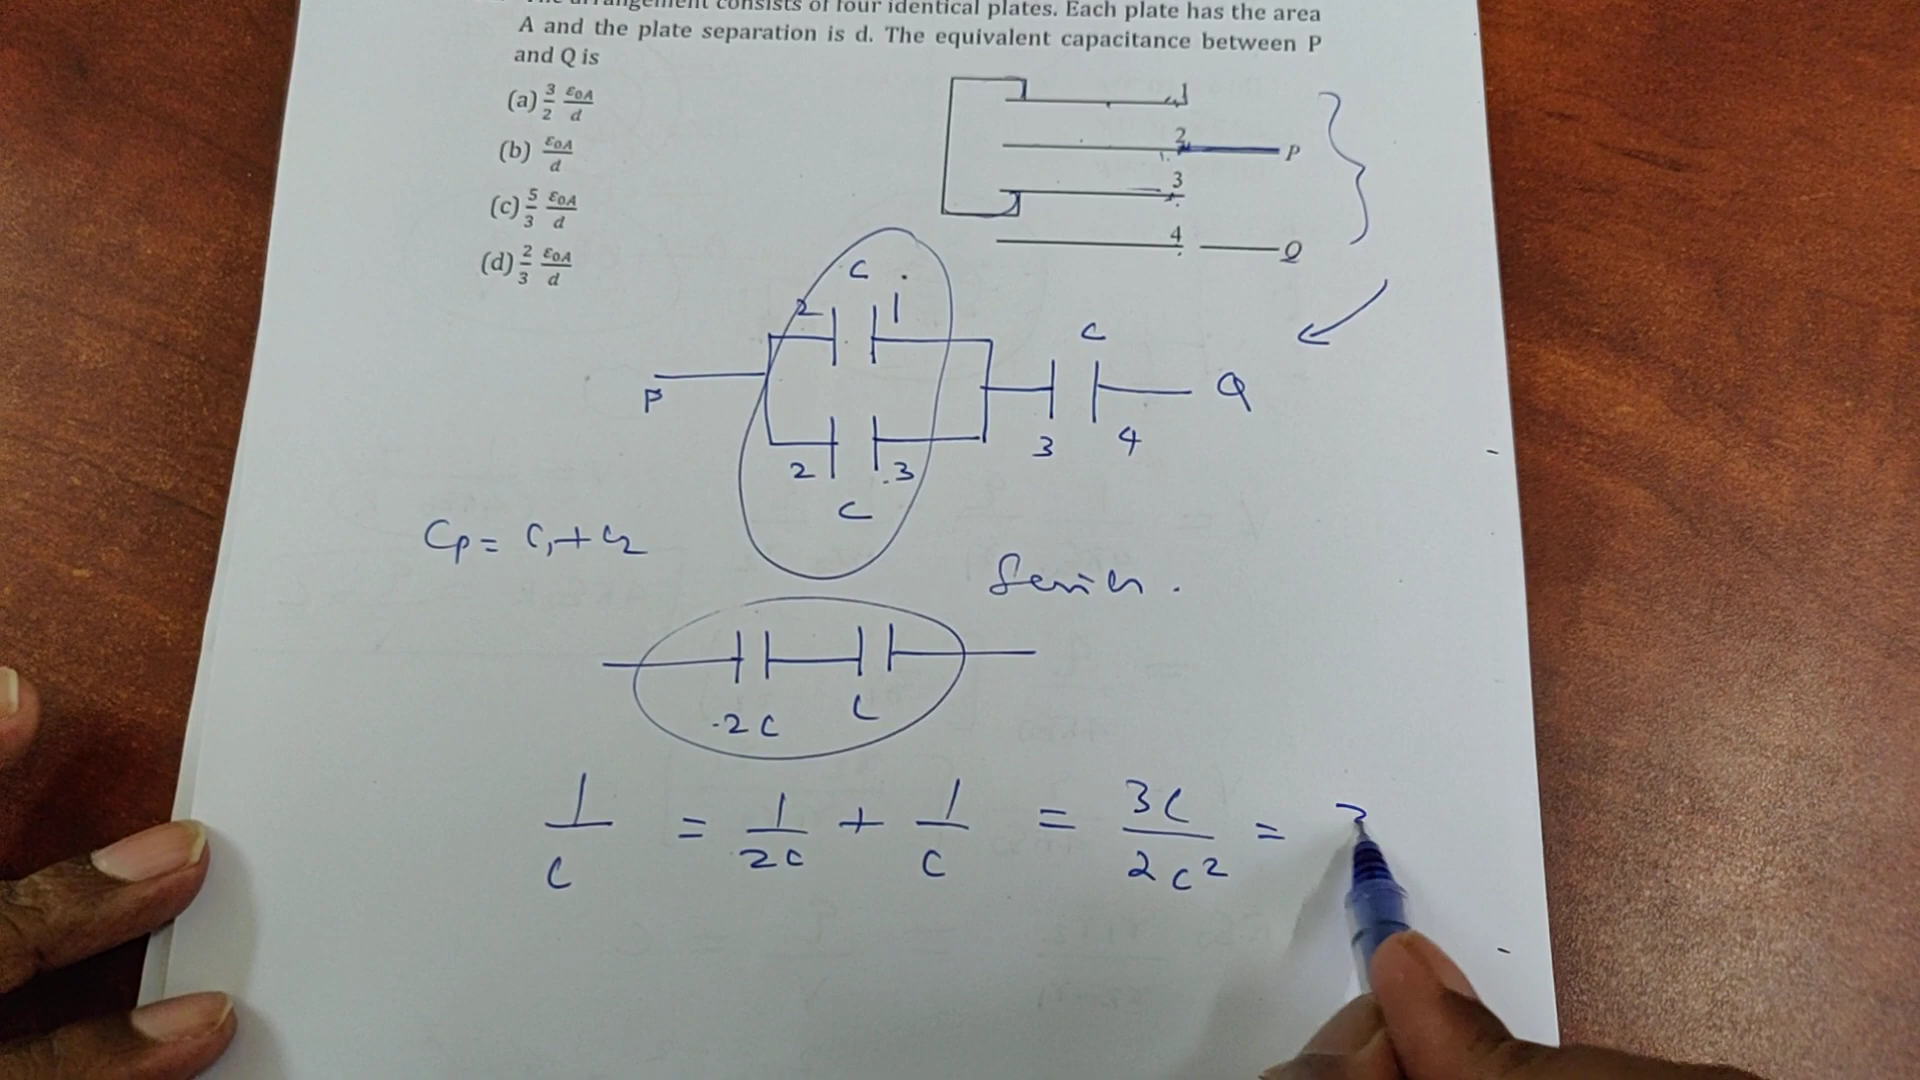 arrangement consists of four identical plates. Each plate has the area
A and the plate separation is d. The equivalent capacitance between P
and Q is
(a) 3/2 ε₀A/d
(b) ε₀A/d
(c) 5/3 ε₀A/d
(d) 2/3 ε₀A/d
1
2 P
3
4 Q
C
2 1
C
P Q
2 3 3 4
C
Cp = C₁ + C₂
Series.
2C C
1/C = 1/2C + 1/C = 3C/2C² =